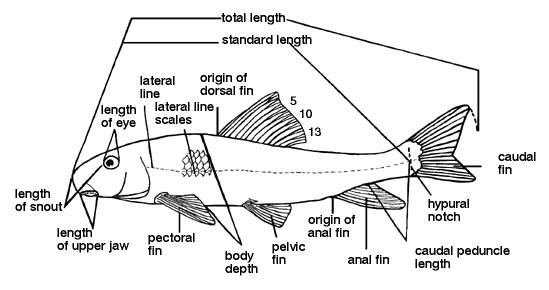 total length
standard length
lateral
line
origin of
dorsal fin
length
of eye
lateral line
scales
5
10
13
caudal
fin
length
of snout
hypural
notch
length
of upper jaw
pectoral
fin
body
depth
pelvic
fin
origin of
anal fin
anal fin
caudal peduncle
length